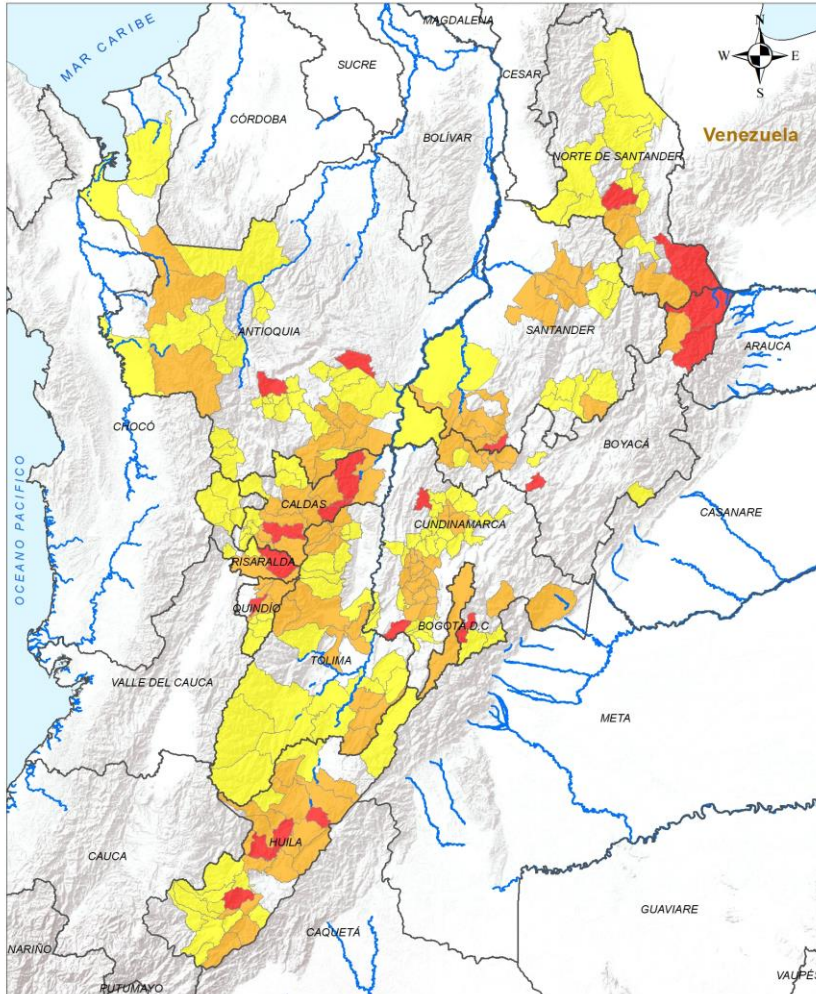 MAGDALENA
N
MAR CARIBE
SUCRE
CESAR
W
E
S
CÓRDOBA
BOLÍVAR
Venezuela
NORTE DE SANTANDER
ANTIOQUIA
SANTANDER
ARAUCA
CHOCÓ
BOYACÁ
OCEANO PACIFICO
CALDAS
CUNDINAMARCA
CASANARE
RISARALDA
QUINDÍO
BOGOTÁ D.C
TOLIMA
VALLE DEL CAUCA
META
HUILA
CAUCA
GUAVIARE
CAQUETÁ
NARIÑO
PUTUMAYO
VAUPÉS